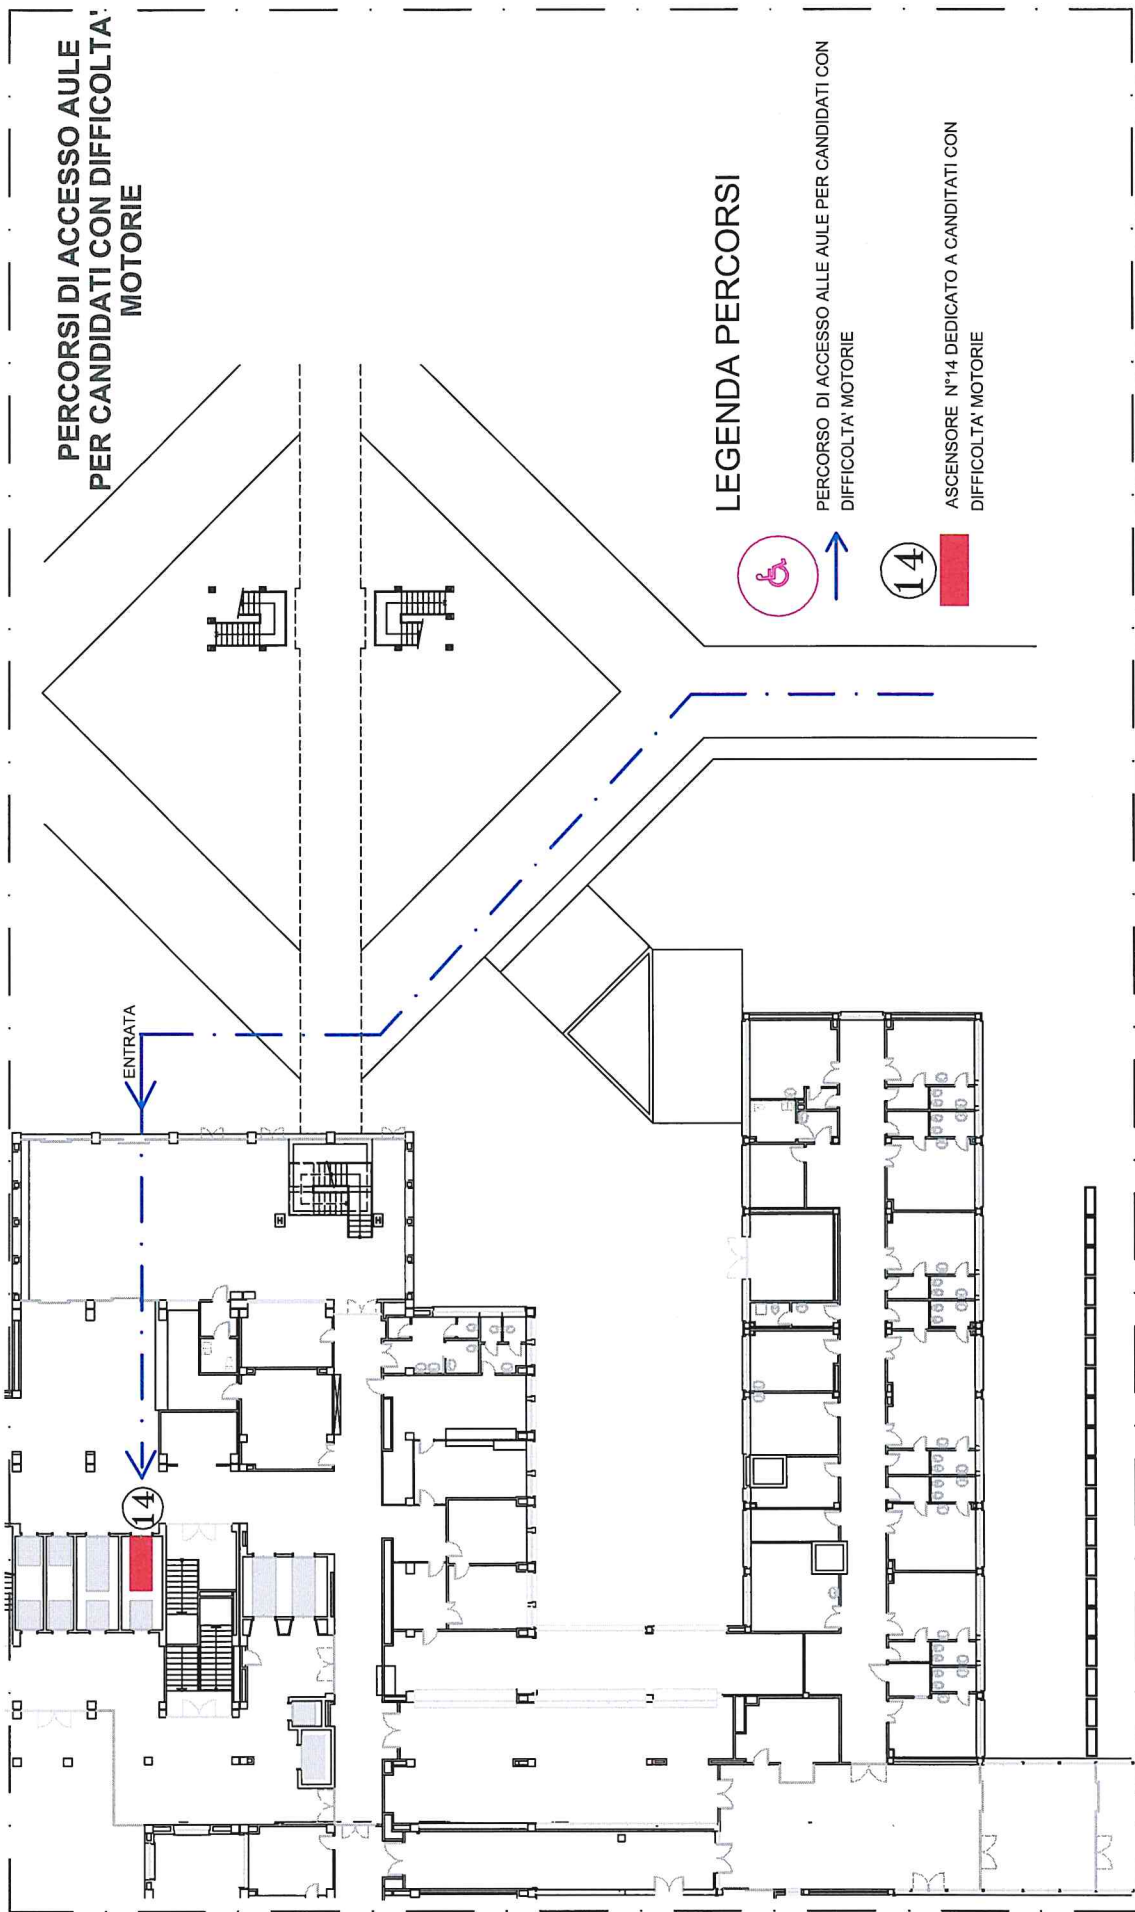 PERCORSI DI ACCESSO AULE
PER CANDIDATI CON DIFFICOLTA'
MOTORIE
ENTRATA
14
LEGENDA PERCORSI
PERCORSO DI ACCESSO ALLE AULE PER CANDIDATI CON
DIFFICOLTA' MOTORIE
14
ASCENSORE N°14 DEDICATO A CANDITATI CON
DIFFICOLTA' MOTORIE